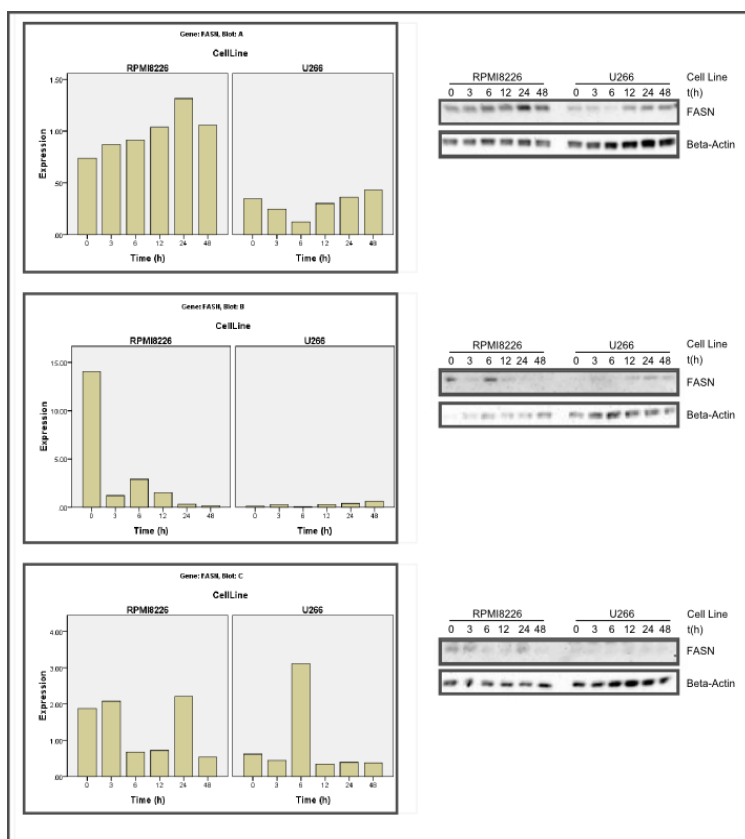 Gene: FASN, Blot: A
CellLine
RPMI8226 U266
Expression
1.50
1.00
.50
.00
0 3 6 12 24 48 0 3 6 12 24 48
Time (h) Time (h)
RPMI8226 U266 Cell Line
0 3 6 12 24 48 0 3 6 12 24 48 t(h)
FASN
Beta-Actin
Gene: FASN, Blot: B
CellLine
RPMI8226 U266
Expression
15.00
10.00
5.00
.00
0 3 6 12 24 48 0 3 6 12 24 48
Time (h) Time (h)
RPMI8226 U266 Cell Line
0 3 6 12 24 48 0 3 6 12 24 48 t(h)
FASN
Beta-Actin
Gene: FASN, Blot: C
CellLine
RPMI8226 U266
Expression
4.00
3.00
2.00
1.00
.00
0 3 6 12 24 48 0 3 6 12 24 48
Time (h) Time (h)
RPMI8226 U266 Cell Line
0 3 6 12 24 48 0 3 6 12 24 48 t(h)
FASN
Beta-Actin